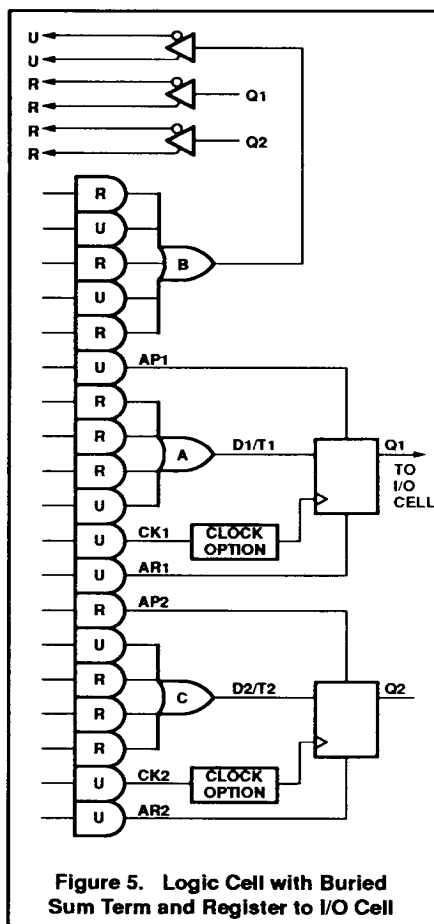 U
U
R
Q1
R
R
Q2
R
R
U
R
B
U
R
U AP1
R
R
Q1
A D1/T1
TO
R
I/O
CELL
U
U CK1 CLOCK
OPTION
U AR1
R AP2
U
R
C D2/T2 Q2
R
R
U CK2 CLOCK
OPTION
U AR2
Figure 5. Logic Cell with Buried
Sum Term and Register to I/O Cell